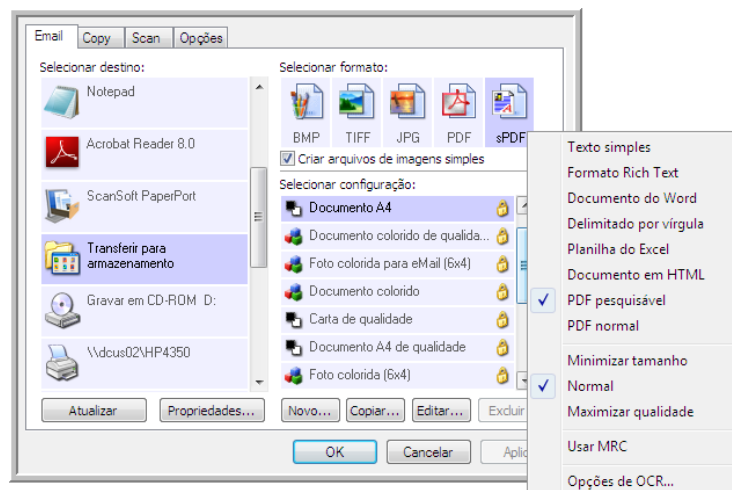 Email Copy Scan Opções
Selecionar destino:
Notepad
Acrobat Reader 8.0
ScanSoft PaperPort
Transferir para
armazenamento
Gravar em CD-ROM D:
\\dcus02\HP4350
Atualizar Propriedades...
Selecionar formato:
BMP TIFF JPG PDF sPDF
Criar arquivos de imagens simples
Selecionar configuração:
Documento A4
Documento colorido de qualida...
Foto colorida para eMail (6x4)
Documento colorido
Carta de qualidade
Documento A4 de qualidade
Foto colorida (6x4)
Novo... Copiar... Editar... Excluir
OK Cancelar Aplic
Texto simples
Formato Rich Text
Documento do Word
Delimitado por vírgula
Planilha do Excel
Documento em HTML
PDF pesquisável
PDF normal
Minimizar tamanho
Normal
Maximizar qualidade
Usar MRC
Opções de OCR...